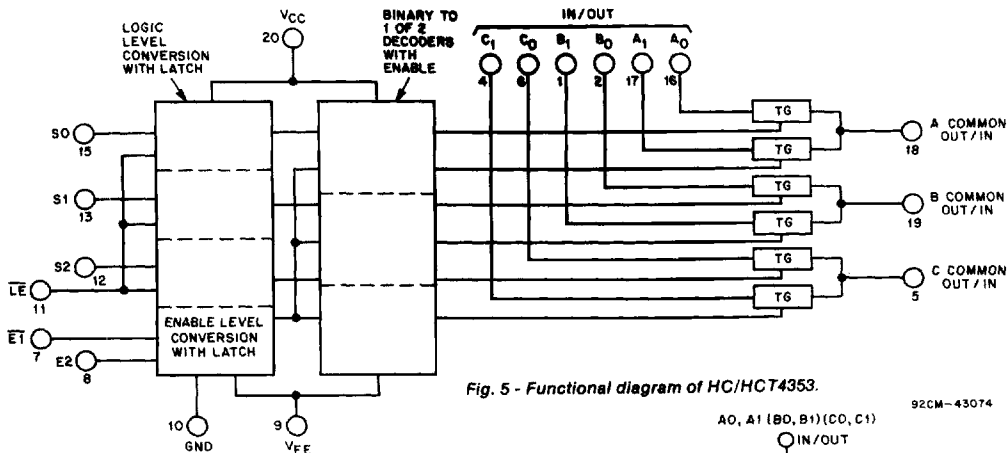 LOGIC
LEVEL
CONVERSION
WITH LATCH
VCC
20
BINARY TO
1 OF 2
DECODERS
WITH
ENABLE
IN/OUT
C1 C0 B1 B0 A1 A0
4 6 1 2 17 16
S0
15
S1
13
S2
12
LE
11
E1
7
E2
8
ENABLE LEVEL
CONVERSION
WITH LATCH
10
GND
9
VEE
TG
TG
TG
TG
TG
TG
A COMMON
OUT/IN
18
B COMMON
OUT/IN
19
C COMMON
OUT/IN
5
Fig. 5 - Functional diagram of HC/HCT4353.
92CM-43074
A0, A1 (B0, B1)(C0, C1)
IN/OUT